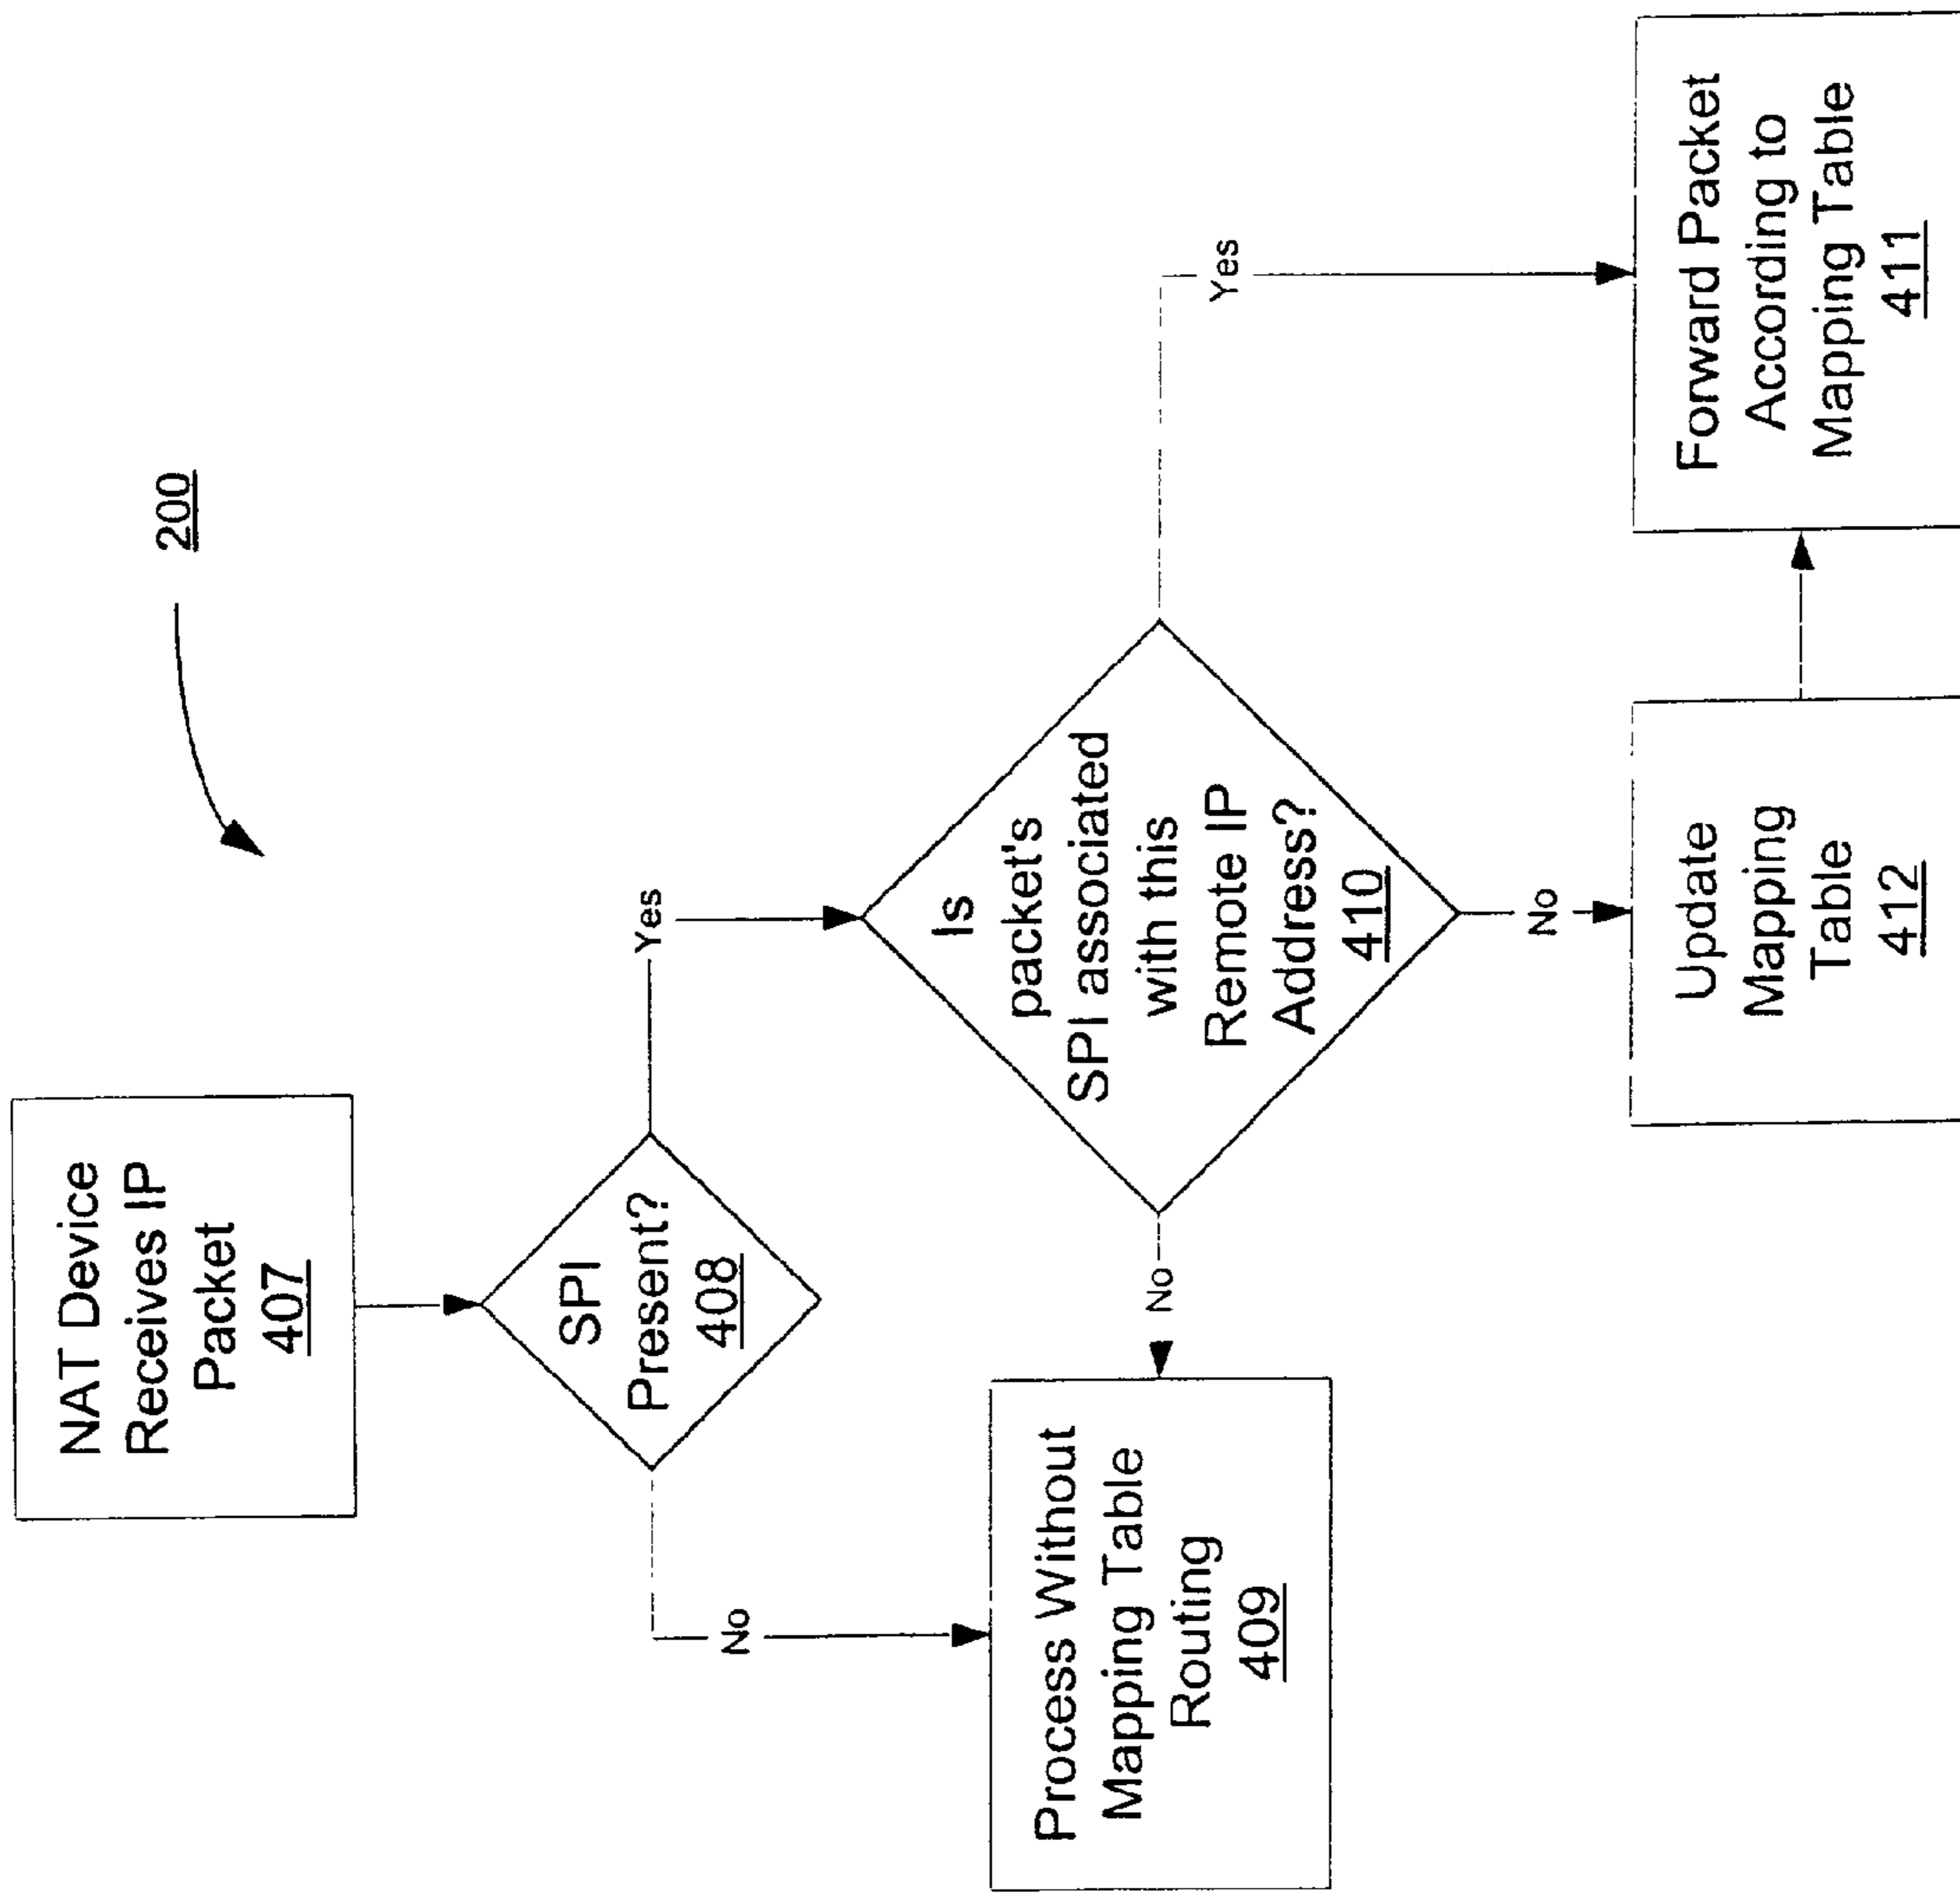 200
NAT Device
Receives IP
Packet
407
SPI
Present?
408
Yes
No
Is
packet's
SPI associated
with this
Remote IP
Address?
410
Yes
No
No
Process Without
Mapping Table
Routing
409
Update
Mapping
Table
412
Forward Packet
According to
Mapping Table
411